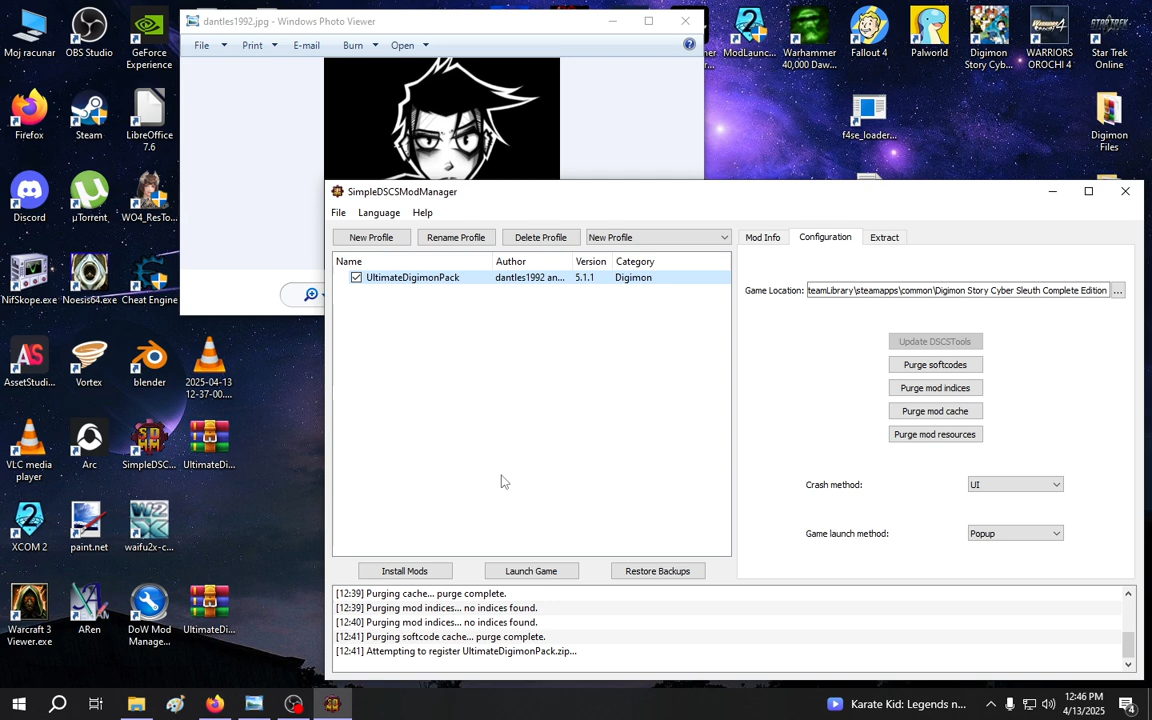 Moj racunar
OBS Studio
GeForce
Experience
Firefox
Steam
LibreOffice
7.6
Discord
µTorrent
WO4_ResTo...
NifSkope.exe
Noesis64.exe
Cheat Engine
AssetStudi...
Vortex
blender
2025-04-13
12-37-00....
VLC media
player
Arc
SimpleDSC...
UltimateDi...
XCOM 2
paint.net
waifu2x-c...
Warcraft 3
Viewer.exe
ARen
DoW Mod
Manage...
UltimateDi...
dantles1992.jpg - Windows Photo Viewer
File
Print
E-mail
Burn
Open
ModLaunc...
Warhammer
40,000 Daw...
Fallout 4
Palworld
Digimon
Story Cyb...
WARRIORS
OROCHI 4
Star Trek
Online
f4se_loader...
Digimon
Files
SimpleDSCSModManager
File Language Help
New Profile Rename Profile Delete Profile New Profile
Mod Info Configuration Extract
Name Author Version Category
UltimateDigimonPack dantles1992 an... 5.1.1 Digimon
Game Location: teamLibrary\steamapps\common\Digimon Story Cyber Sleuth Complete Edition ...
Update DSCSTools
Purge softcodes
Purge mod indices
Purge mod cache
Purge mod resources
Crash method: UI
Game launch method: Popup
Install Mods Launch Game Restore Backups
[12:39] Purging cache... purge complete.
[12:39] Purging mod indices... no indices found.
[12:40] Purging mod indices... no indices found.
[12:41] Purging softcode cache... purge complete.
[12:41] Attempting to register UltimateDigimonPack.zip...
Karate Kid: Legends n...
12:46 PM
4/13/2025
4